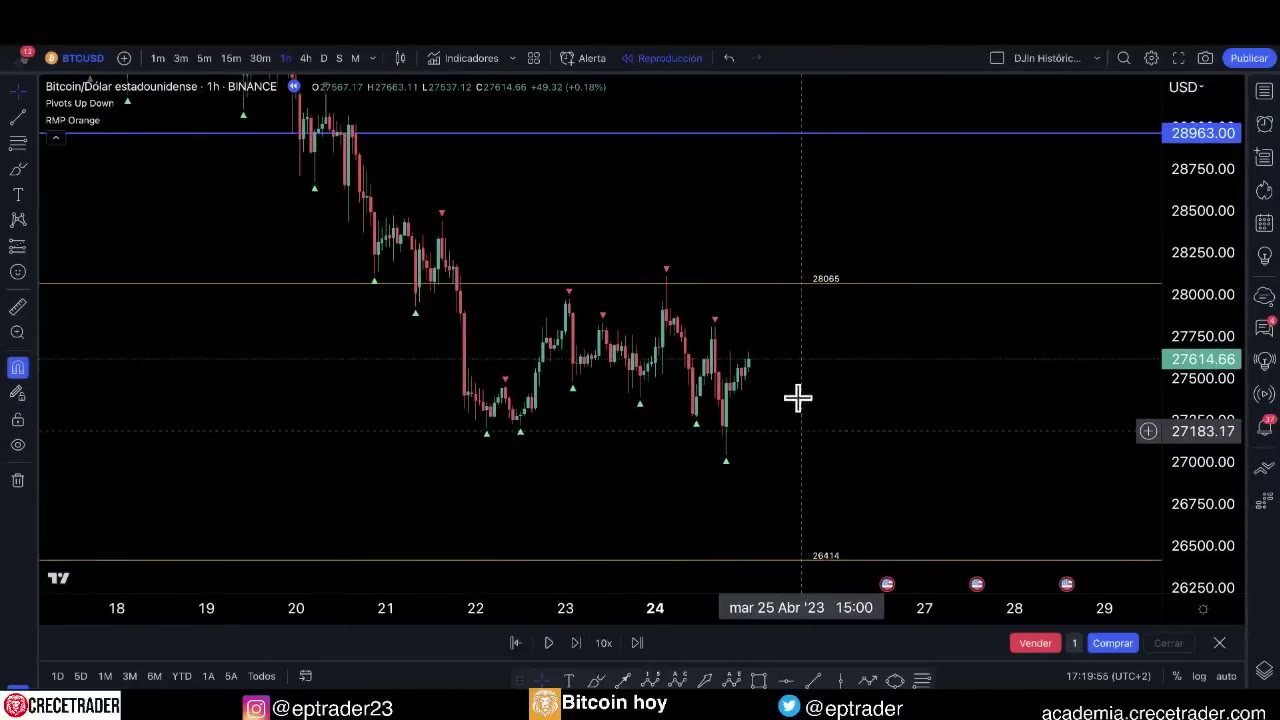 12
BTCUSD
1m 3m 5m 15m 30m 1h 4h D S M
Indicadores
Alerta
Reproducción
DJIn Históric...
Publicar
Bitcoin/Dólar estadounidense · 1h · BINANCE
O27567.17 H27663.11 L27537.12 C27614.66 +49.32 (+0.18%)
USD
Pivots Up Down
RMP Orange
28963.00
28750.00
28500.00
28250.00
28065
28000.00
27750.00
27614.66
27500.00
27183.17
27000.00
26750.00
26500.00
26414
26250.00
4
37
18 19 20 21 22 23 24 mar 25 Abr '23 15:00 27 28 29
10x
Vender 1 Comprar Cerrar
1D 5D 1M 3M 6M YTD 1A 5A Todos
17:19:55 (UTC+2) % log auto
CRECETRADER
@eptrader23
Bitcoin hoy
@eptrader
academia.crecetrader.com